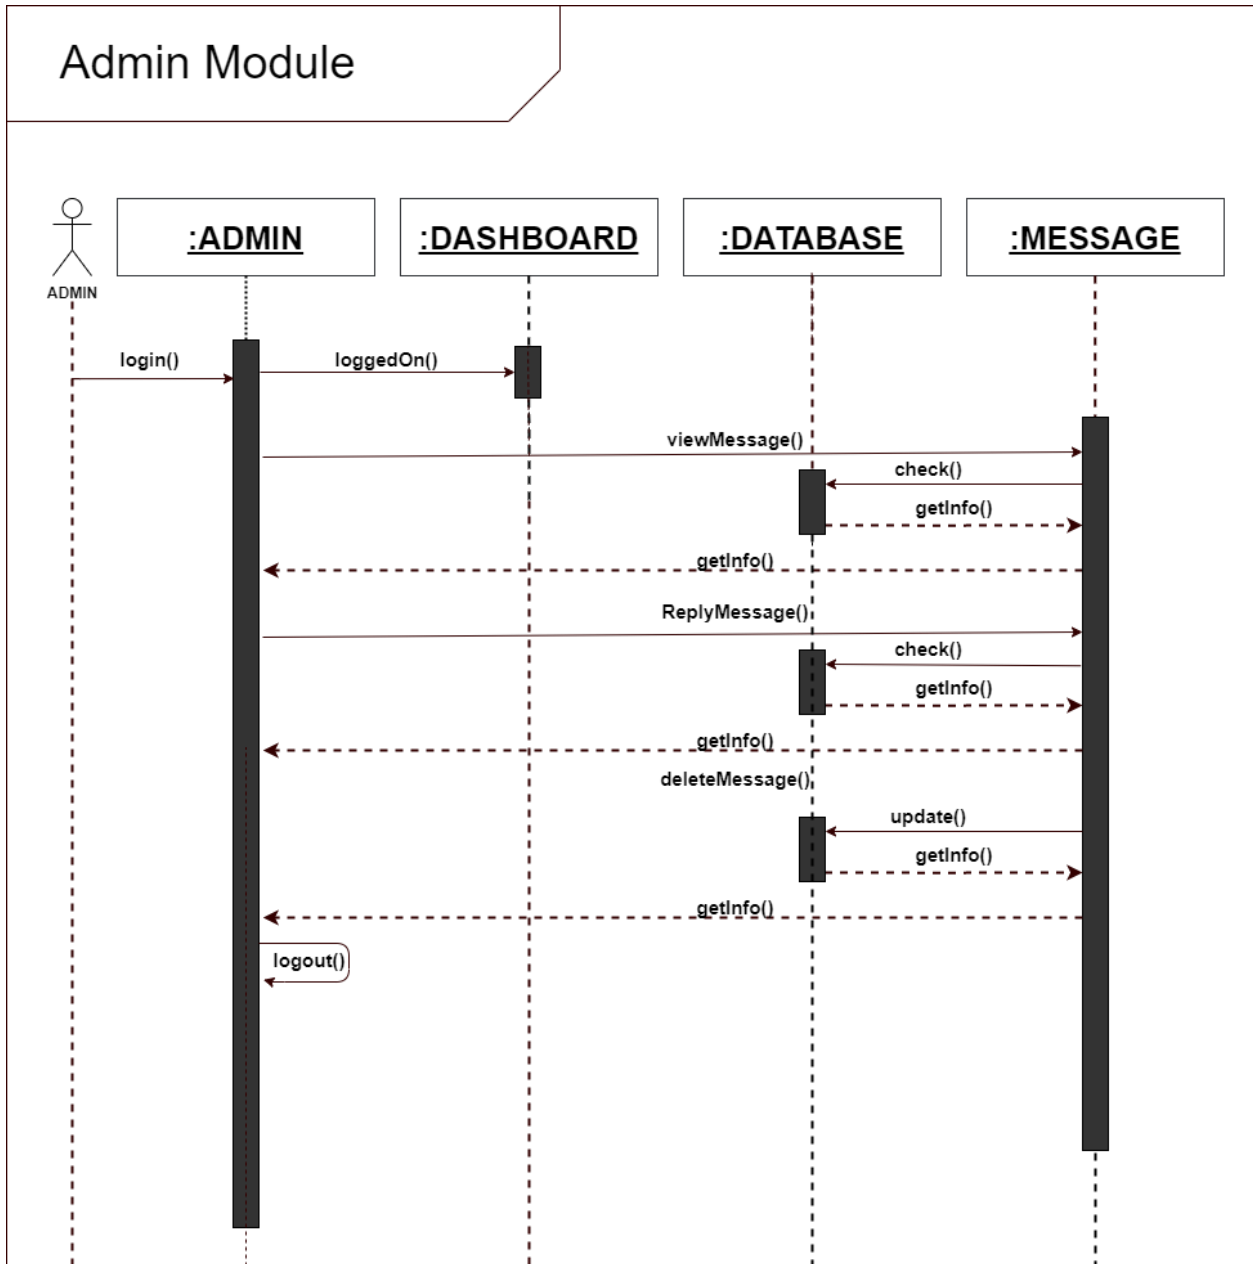 Admin Module
:ADMIN
:DASHBOARD
:DATABASE
:MESSAGE
ADMIN
login()
loggedOn()
viewMessage()
check()
getInfo()
getInfo()
ReplyMessage()
check()
getInfo()
getInfo()
deleteMessage()
update()
getInfo()
getInfo()
logout()